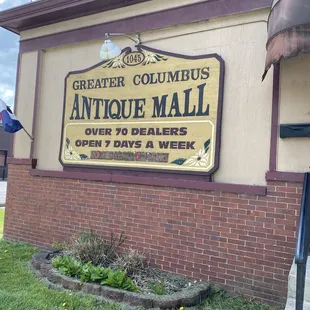 1045
GREATER COLUMBUS
ANTIQUE MALL
OVER 70 DEALERS
OPEN 7 DAYS A WEEK